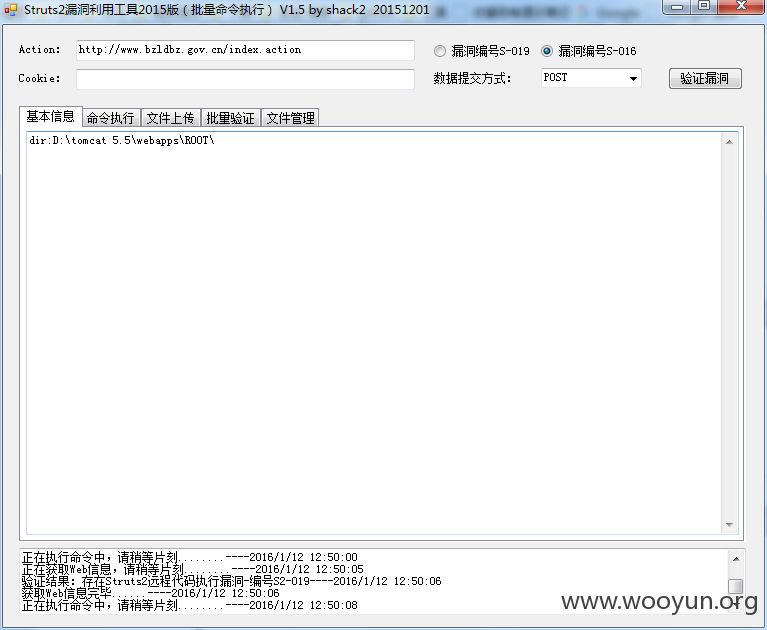 Struts2漏洞利用工具2015版（批量命令执行） V1.5 by shack2 20151201
Action: http://www.bzldbz.gov.cn/index.action 漏洞编号S-019 漏洞编号S-016
Cookie: 数据提交方式: POST 验证漏洞
基本信息 命令执行 文件上传 批量验证 文件管理
dir:D:\tomcat 5.5\webapps\ROOT\
正在执行命令中，请稍等片刻........----2016/1/12 12:50:00
正在获取Web信息，请稍等片刻........----2016/1/12 12:50:05
验证结果：存在Struts2远程代码执行漏洞-编号S2-019----2016/1/12 12:50:06
获取Web信息完毕......----2016/1/12 12:50:06
正在执行命令中，请稍等片刻........----2016/1/12 12:50:08
www.wooyun.org